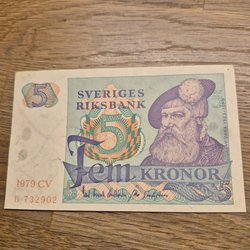 5
SVERIGES
RIKSBANK
5
Fem KRONOR
1979 CV
B 732902